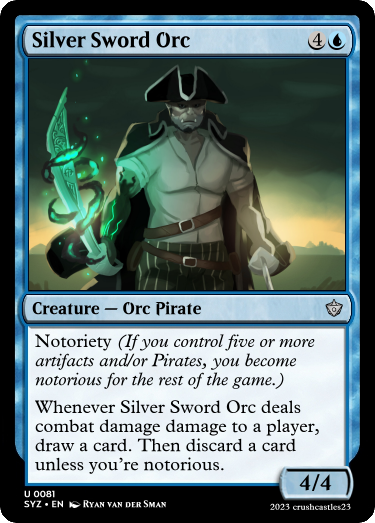 Silver Sword Orc 4
Creature — Orc Pirate
Notoriety (If you control five or more
artifacts and/or Pirates, you become
notorious for the rest of the game.)
Whenever Silver Sword Orc deals
combat damage damage to a player,
draw a card. Then discard a card
unless you're notorious.
4/4
U 0081
SYZ • EN Ryan van der Sman
2023 crushcastles23